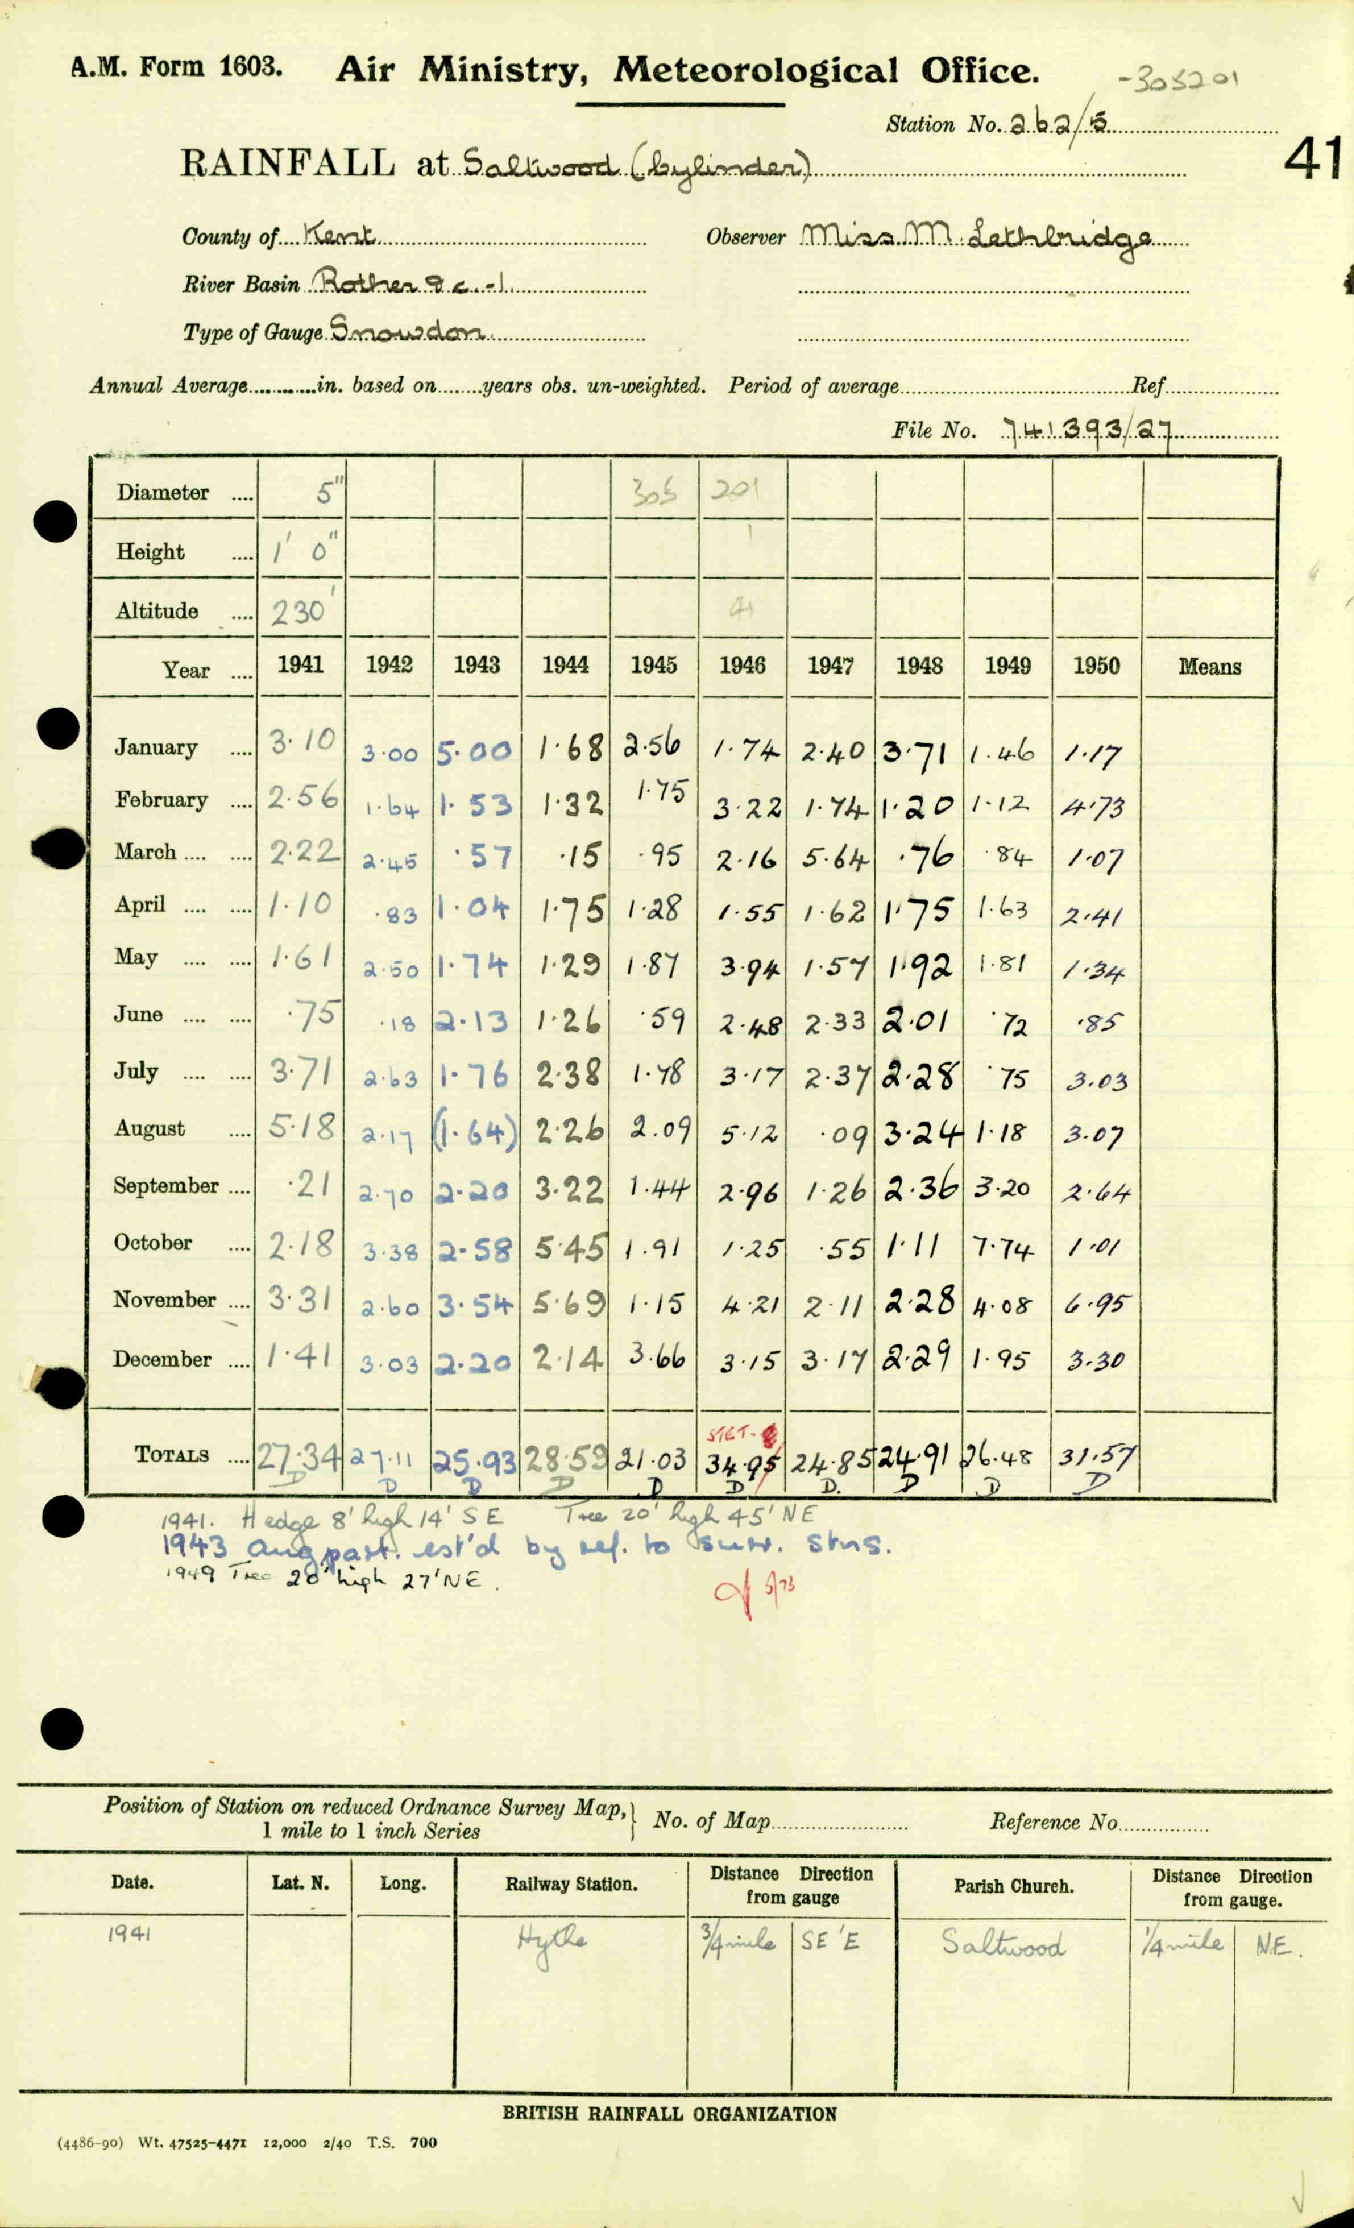 A.M. Form 1603. Air Ministry, Meteorological Office. -305201
Station No. 262/5
RAINFALL at Saltwood (Cylinder) 41
County of Kent Observer Miss M. Lethbridge
River Basin Rother &c. -1
Type of Gauge Snowdon
Annual Average in. based on years obs. un-weighted. Period of average Ref.
File No. 741393/27
Diameter .... 5" 305 201
Height .... 1' 0" 1
Altitude .... 230' 41
Year .... 1941 1942 1943 1944 1945 1946 1947 1948 1949 1950 Means
January .... 3.10 3.00 5.00 1.68 2.56 1.74 2.40 3.71 1.46 1.17
February .... 2.56 1.64 1.53 1.32 1.75 3.22 1.74 1.20 1.12 4.73
March .... .... 2.22 2.45 .57 .15 .95 2.16 5.64 .76 .84 1.07
April .... .... 1.10 .83 1.04 1.75 1.28 1.55 1.62 1.75 1.63 2.41
May .... .... 1.61 2.50 1.74 1.29 1.87 3.94 1.57 1.92 1.81 1.34
June .... .... .75 .18 2.13 1.26 .59 2.48 2.33 2.01 .72 .85
July .... .... 3.71 2.63 1.76 2.38 1.78 3.17 2.37 2.28 .75 3.03
August .... 5.18 2.17 (1.64) 2.26 2.09 5.12 .09 3.24 1.18 3.07
September .... .21 2.70 2.20 3.22 1.44 2.96 1.26 2.36 3.20 2.64
October .... 2.18 3.38 2.58 5.45 1.91 1.25 .55 1.11 7.74 1.01
November .... 3.31 2.60 3.54 5.69 1.15 4.21 2.11 2.28 4.08 6.95
December .... 1.41 3.03 2.20 2.14 3.66 3.15 3.17 2.29 1.95 3.30
STET.
TOTALS .... 27.34 27.11 25.93 28.59 21.03 34.95 24.85 24.91 26.48 31.57
D D D D D D D. D D D
1941. Hedge 8' high 14' SE Tree 20' high 45' NE
1943 Aug part. est'd by ref. to surr. stns.
1949 Tree 20' high 27' NE.
5/73
Position of Station on reduced Ordnance Survey Map, 1 mile to 1 inch Series } No. of Map Reference No.
Date. Lat. N. Long. Railway Station. Distance Direction from gauge Parish Church. Distance Direction from gauge.
1941 Hythe 3/4 mile SE'E Saltwood 1/4 mile NE.
BRITISH RAINFALL ORGANIZATION
(4486-90) Wt. 47525-4471 12,000 2/40 T.S. 700